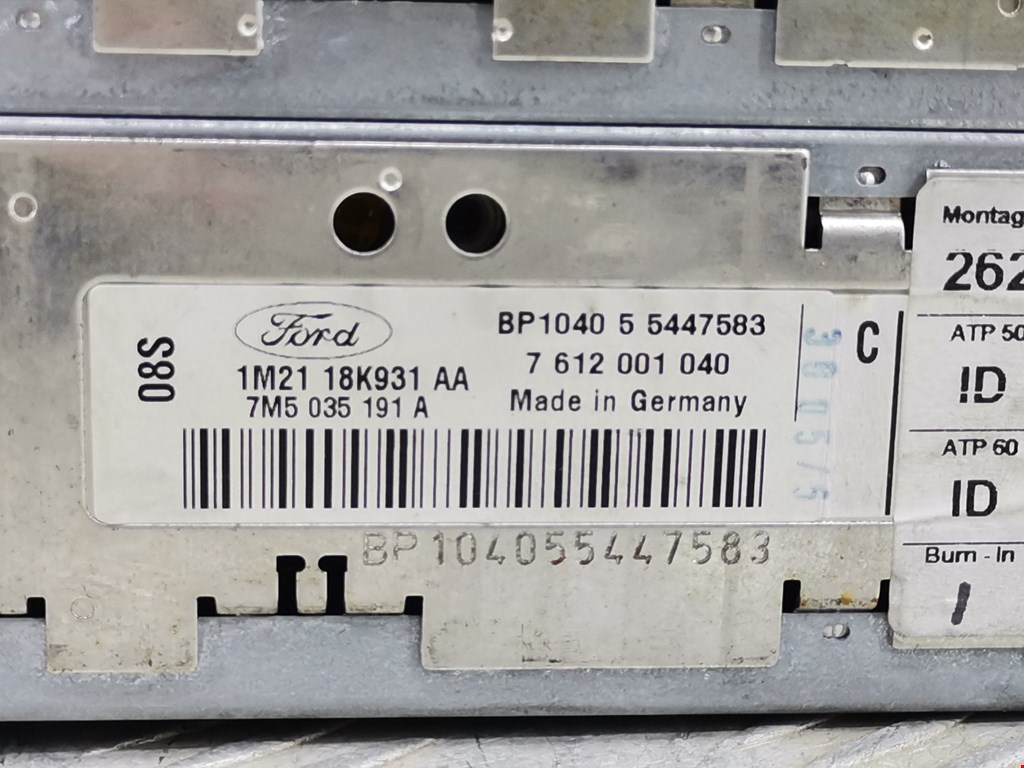 08S
Ford
1M21 18K931 AA
7M5 035 191 A
BP1040 5 5447583
7 612 001 040
Made in Germany
C
BP104055447583
Montag
262
ATP 50
ID
ATP 60
ID
Burn - In
1